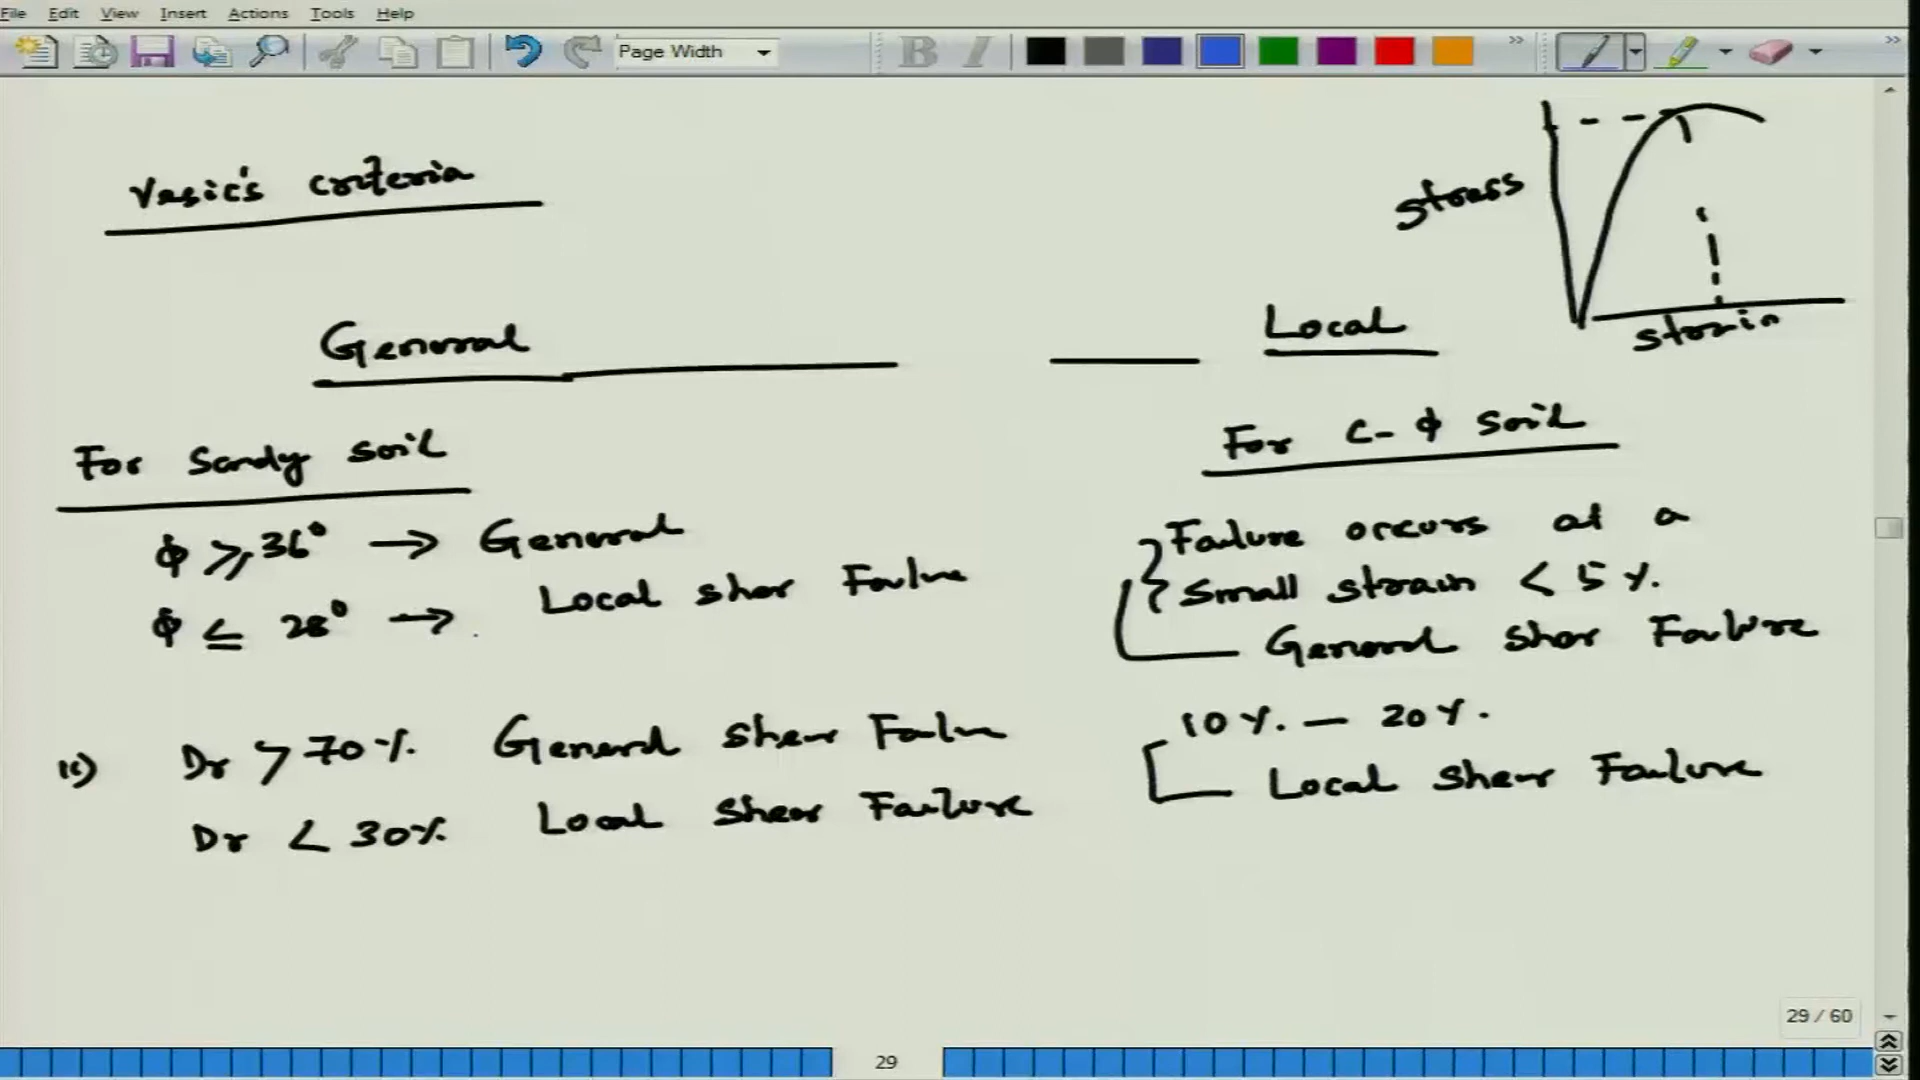 File Edit View Insert Actions Tools Help
Page Width
B I
Vesic's criteria
stress
strain
General
Local
For Sandy soil
For C-ϕ Soil
ϕ ≥ 36° → General
ϕ ≤ 28° → Local shear Failure
Failure occurs at a
Small strain < 5%.
General shear Failure
ii) Dr > 70% General Shear Failure
Dr < 30% Local Shear Failure
10%. — 20%.
Local Shear Failure
29 / 60
29